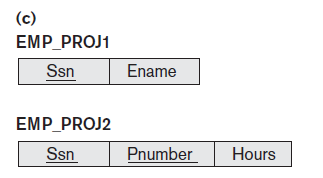 (c)
EMP_PROJ1
Ssn Ename
EMP_PROJ2
Ssn Pnumber Hours